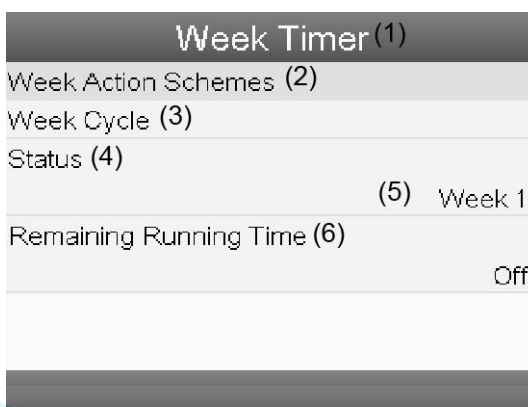 Week Timer (1)
Week Action Schemes (2)
Week Cycle (3)
Status (4)
(5) Week 1
Remaining Running Time (6)
Off